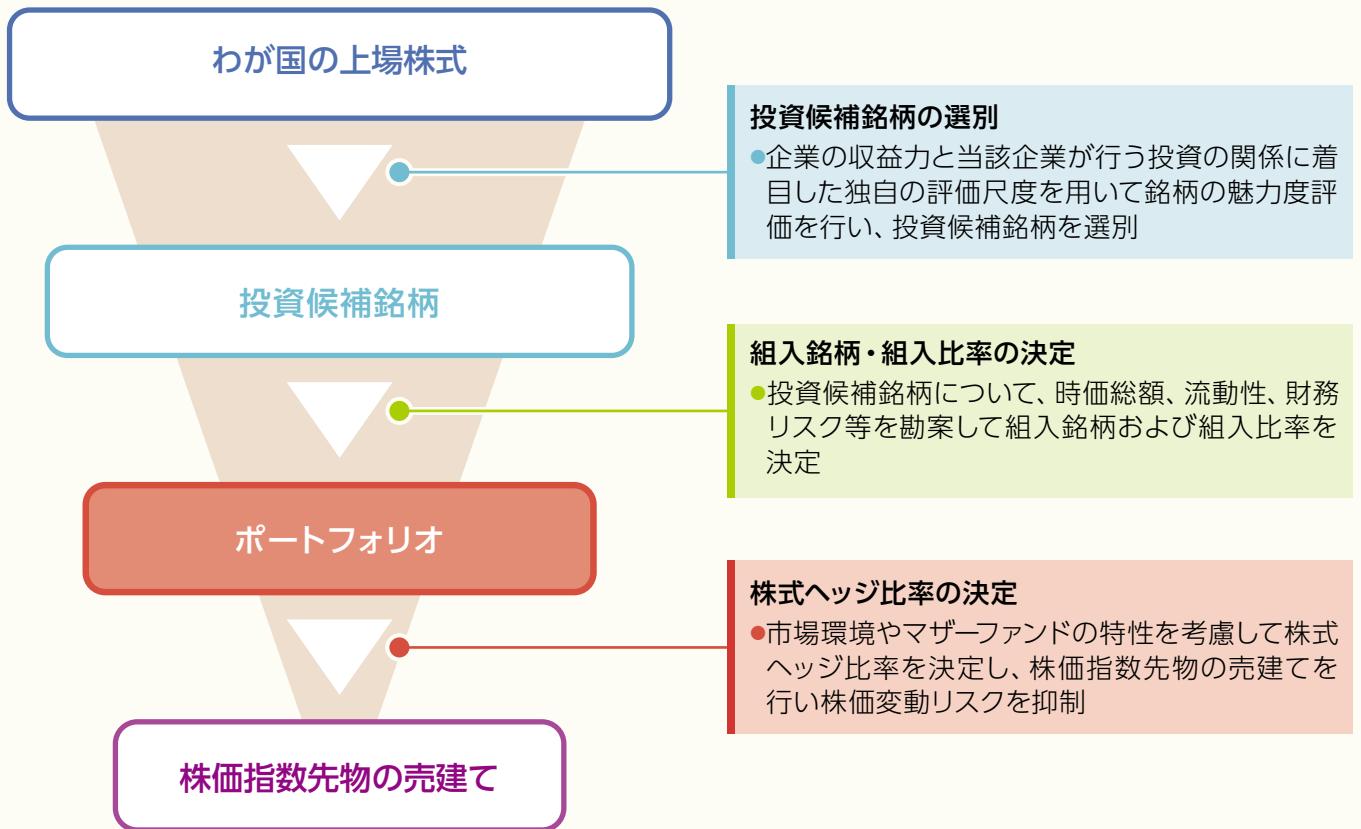 わが国の上場株式
投資候補銘柄の選別
●企業の収益力と当該企業が行う投資の関係に着
目した独自の評価尺度を用いて銘柄の魅力度評
価を行い、投資候補銘柄を選別
投資候補銘柄
組入銘柄・組入比率の決定
●投資候補銘柄について、時価総額、流動性、財務
リスク等を勘案して組入銘柄および組入比率を
決定
ポートフォリオ
株式ヘッジ比率の決定
●市場環境やマザーファンドの特性を考慮して株式
ヘッジ比率を決定し、株価指数先物の売建てを
行い株価変動リスクを抑制
株価指数先物の売建て